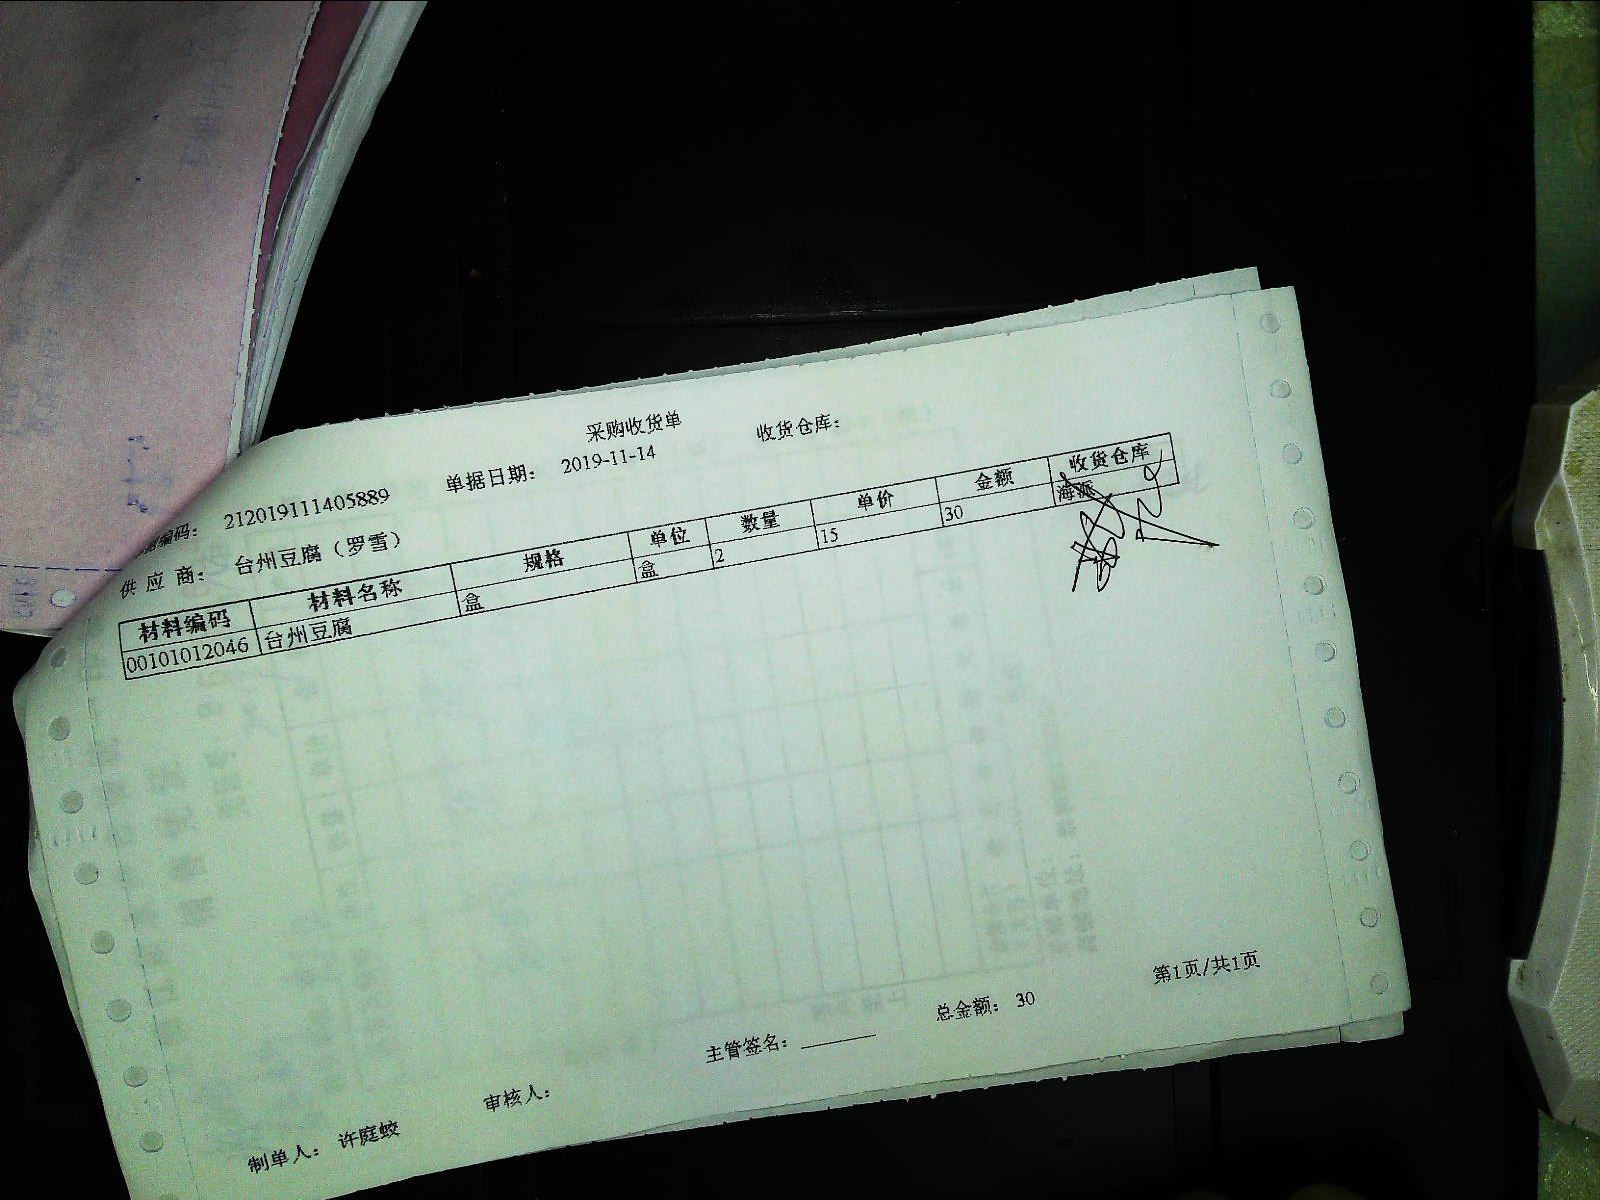 采购收货单
编码： 212019111405889 单据日期： 2019-11-14 收货仓库：
供 应 商： 台州豆腐（罗雪）
材料编码 材料名称 规格 单位 数量 单价 金额 收货仓库
00101012046 台州豆腐 盒 盒 2 15 30 海派
制单人： 许庭蛟 审核人： 主管签名： 总金额： 30 第1页/共1页